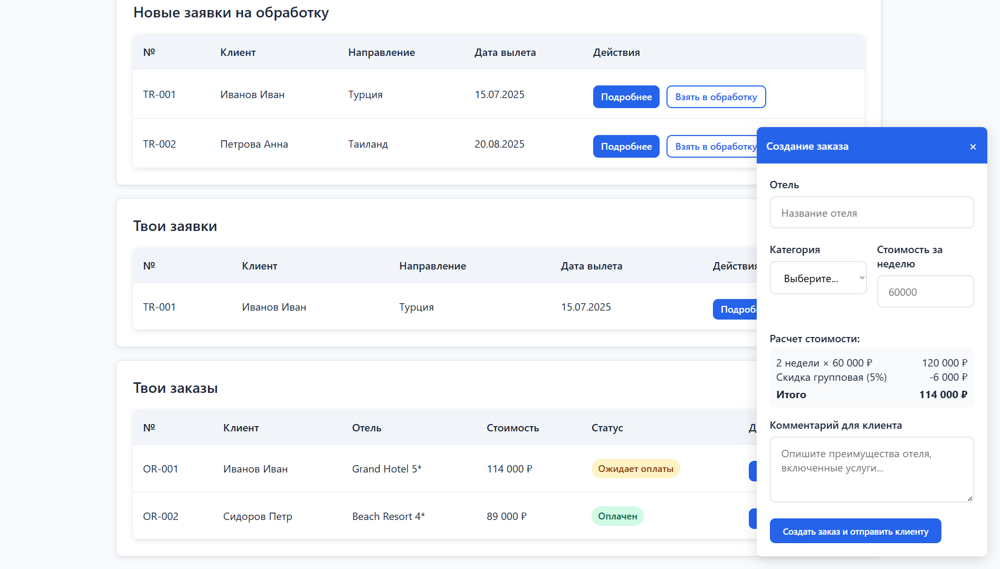 Новые заявки на обработку
№ Клиент Направление Дата вылета Действия
TR-001 Иванов Иван Турция 15.07.2025 Подробнее Взять в обработку
TR-002 Петрова Анна Таиланд 20.08.2025 Подробнее Взять в обработку
Твои заявки
№ Клиент Направление Дата вылета Действия
TR-001 Иванов Иван Турция 15.07.2025
Твои заказы
№ Клиент Отель Стоимость Статус
OR-001 Иванов Иван Grand Hotel 5* 114 000 ₽ Ожидает оплаты
OR-002 Сидоров Петр Beach Resort 4* 89 000 ₽ Оплачен
Создание заказа ×
Отель
Название отеля
Категория
Выберите...
Стоимость за
неделю
60000
Расчет стоимости:
2 недели × 60 000 ₽ 120 000 ₽
Скидка групповая (5%) -6 000 ₽
Итого 114 000 ₽
Комментарий для клиента
Опишите преимущества отеля,
включенные услуги...
Создать заказ и отправить клиенту